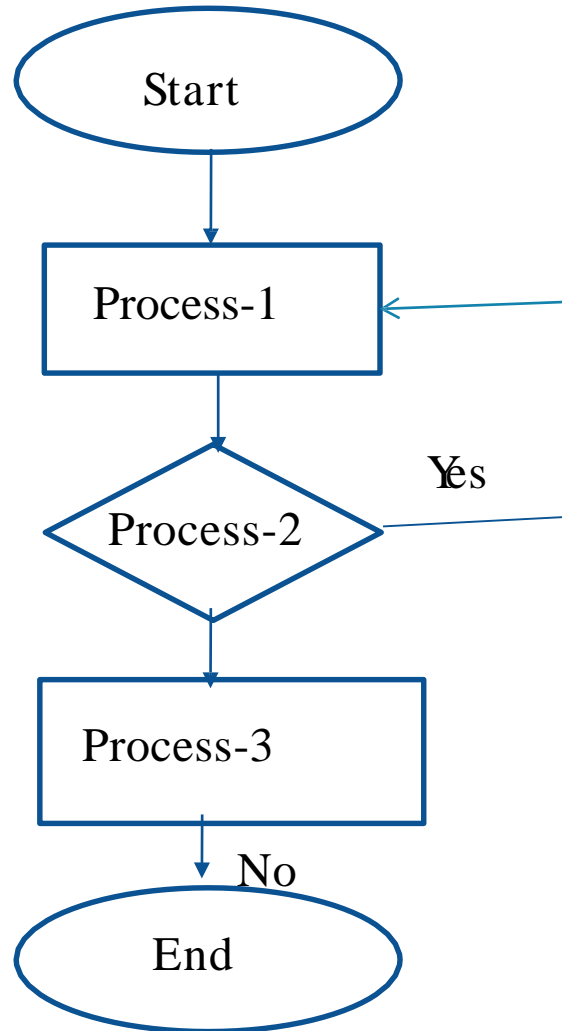 Start
Process-1
Yes
Process-2
Process-3
No
End